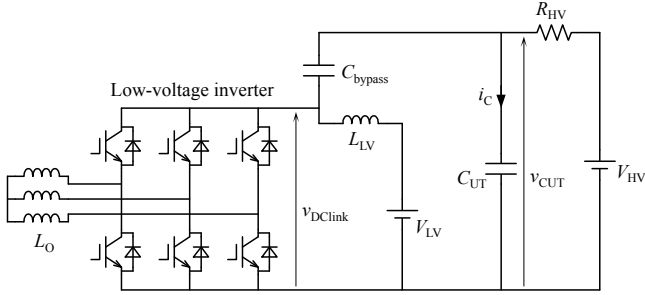 R_HV
C_bypass
Low-voltage inverter
i_C
L_LV
C_UT
v_CUT
V_HV
v_DClink
V_LV
L_O